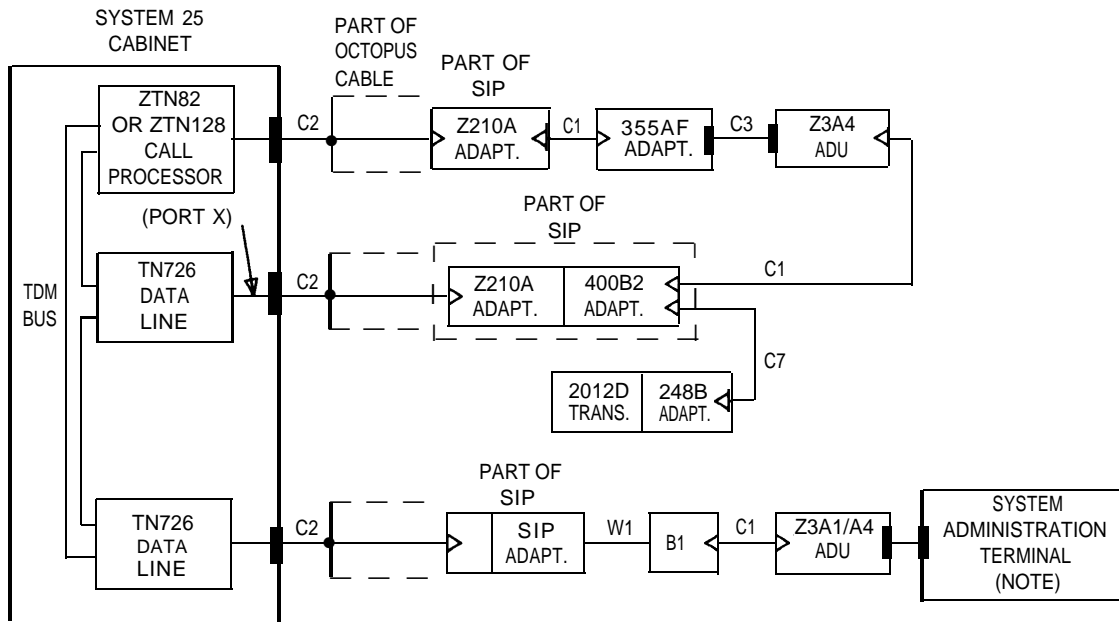 SYSTEM 25
CABINET
PART OF
OCTOPUS
CABLE
PART OF
SIP
ZTN82
OR ZTN128
CALL
PROCESSOR
C2
Z210A
ADAPT.
C1
355AF
ADAPT.
C3
Z3A4
ADU
(PORT X)
PART OF
SIP
TDM
BUS
TN726
DATA
LINE
C2
Z210A
ADAPT.
400B2
ADAPT.
C1
C7
2012D
TRANS.
248B
ADAPT.
PART OF
SIP
TN726
DATA
LINE
C2
SIP
ADAPT.
W1
B1
C1
Z3A1/A4
ADU
SYSTEM
ADMINISTRATION
TERMINAL
(NOTE)